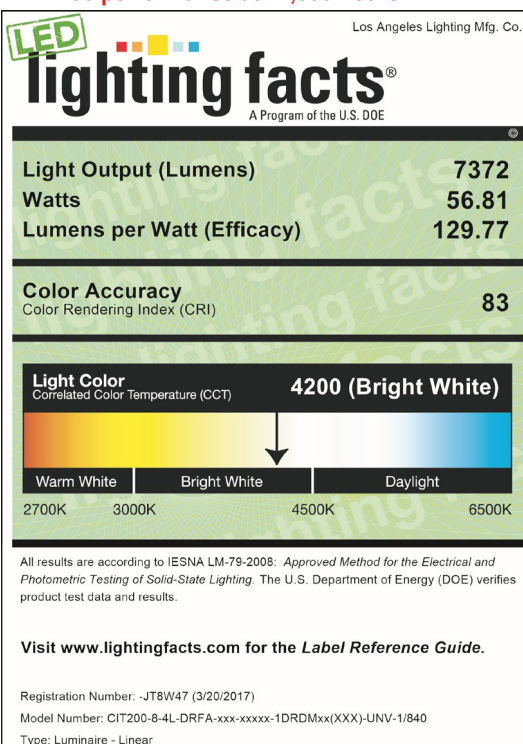 Los Angeles Lighting Mfg. Co.
LED
lighting facts®
A Program of the U.S. DOE
©
Light Output (Lumens) 7372
Watts 56.81
Lumens per Watt (Efficacy) 129.77
Color Accuracy
Color Rendering Index (CRI) 83
Light Color
Correlated Color Temperature (CCT) 4200 (Bright White)
Warm White Bright White Daylight
2700K 3000K 4500K 6500K
All results are according to IESNA LM-79-2008: Approved Method for the Electrical and
Photometric Testing of Solid-State Lighting. The U.S. Department of Energy (DOE) verifies
product test data and results.
Visit www.lightingfacts.com for the Label Reference Guide.
Registration Number: -JT8W47 (3/20/2017)
Model Number: CIT200-8-4L-DRFA-xxx-xxxxx-1DRDMxx(XXX)-UNV-1/840
Type: Luminaire - Linear